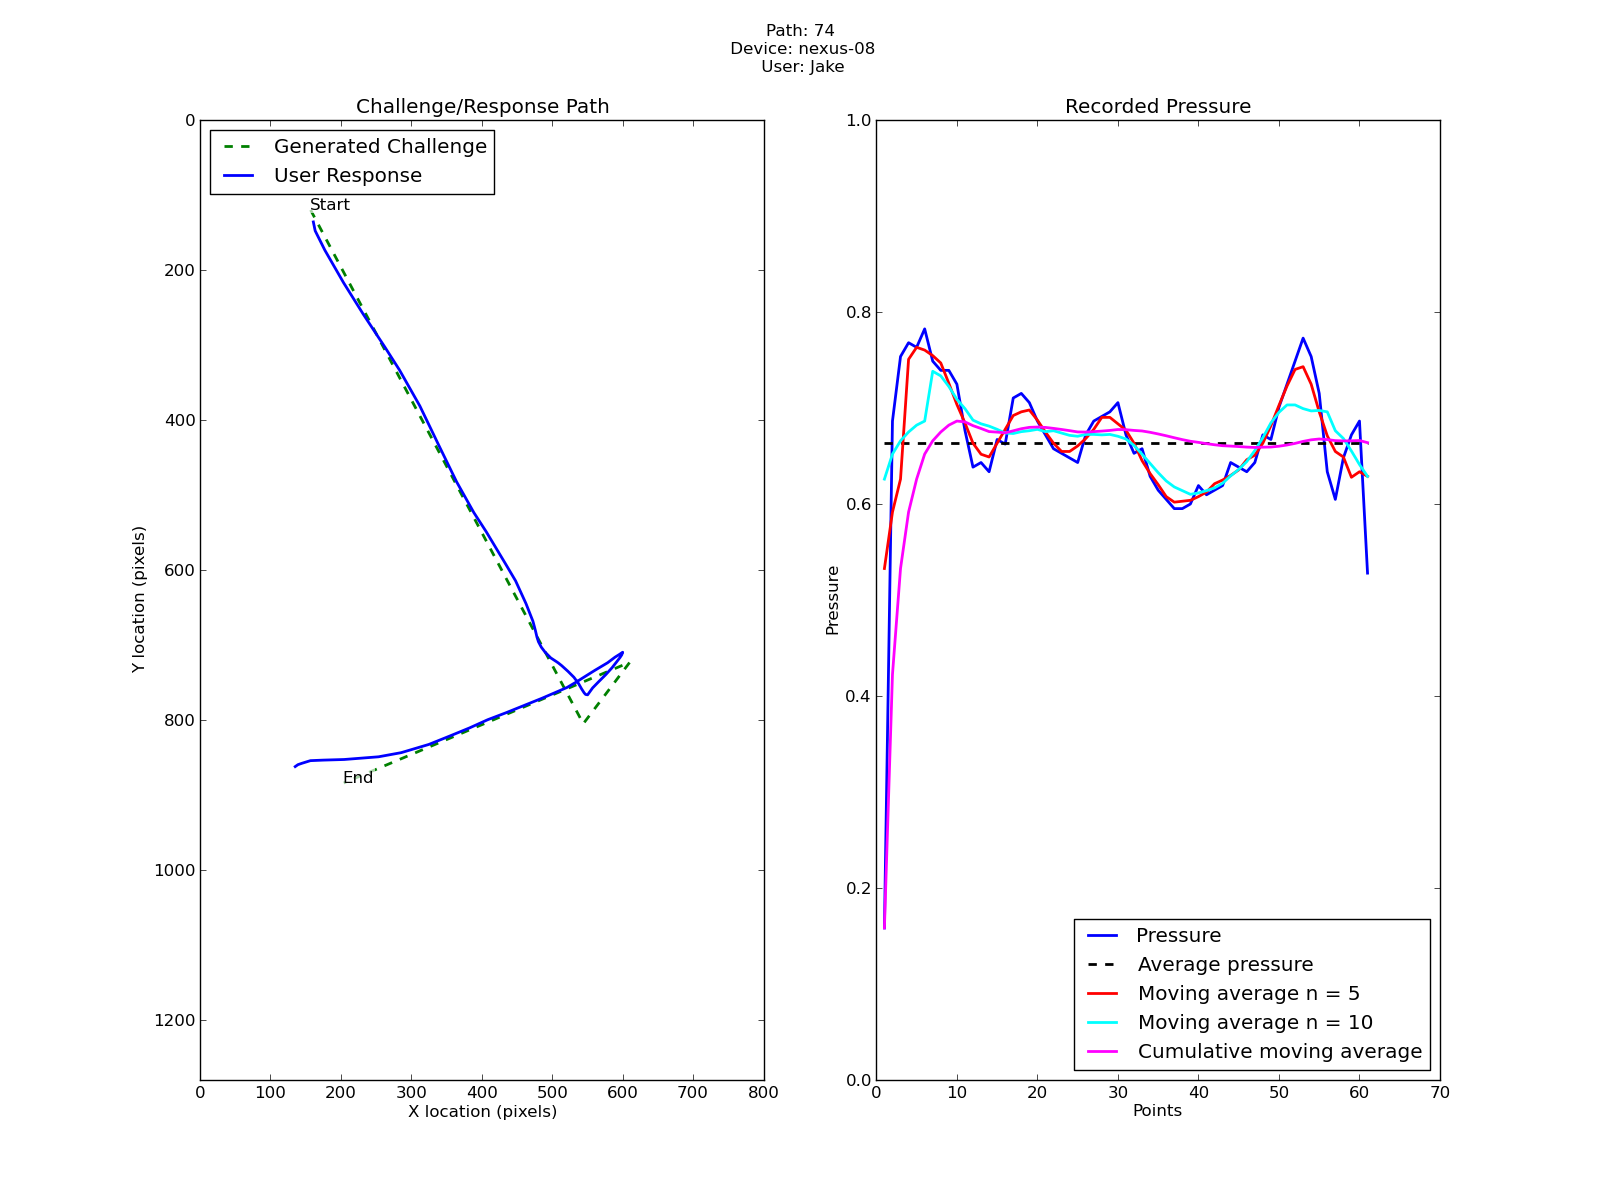 Path: 74
Device: nexus-08
User: Jake
Challenge/Response Path
0
200
400
600
800
1000
1200
Y location (pixels)
Generated Challenge
User Response
Start
End
0 100 200 300 400 500 600 700 800
X location (pixels)
Recorded Pressure
1.0
0.8
0.6
0.4
0.2
0.0
Pressure
Pressure
Average pressure
Moving average n = 5
Moving average n = 10
Cumulative moving average
0 10 20 30 40 50 60 70
Points